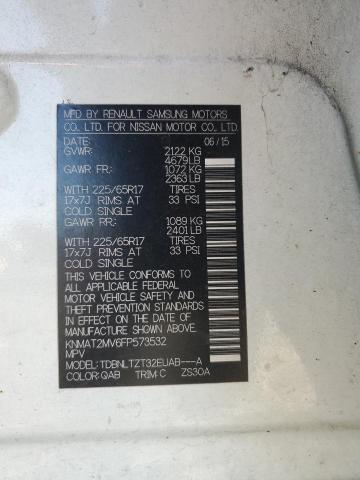 MFD BY RENAULT SAMSUNG MOTORS
CO. LTD. FOR NISSAN MOTOR CO., LTD.
DATE: 06/15
GVWR: 2122 KG
4679LB
GAWR FR.: 1072 KG
2363 LB
WITH 225/65R17 TIRES
17x7J RIMS AT 33 PSI
COLD SINGLE
GAWR RR.: 1089 KG
2401 LB
WITH 225/65R17 TIRES
17x7J RIMS AT 33 PSI
COLD SINGLE
THIS VEHICLE CONFORMS TO
ALL APPLICABLE FEDERAL
MOTOR VEHICLE SAFETY AND
THEFT PREVENTION STANDARDS
IN EFFECT ON THE DATE OF
MANUFACTURE SHOWN ABOVE.
KNMAT2MV6FP573532
MPV
MODEL: TDBNLTZT32EUAB---A
COLOR: QAB TRIM: C ZS30A